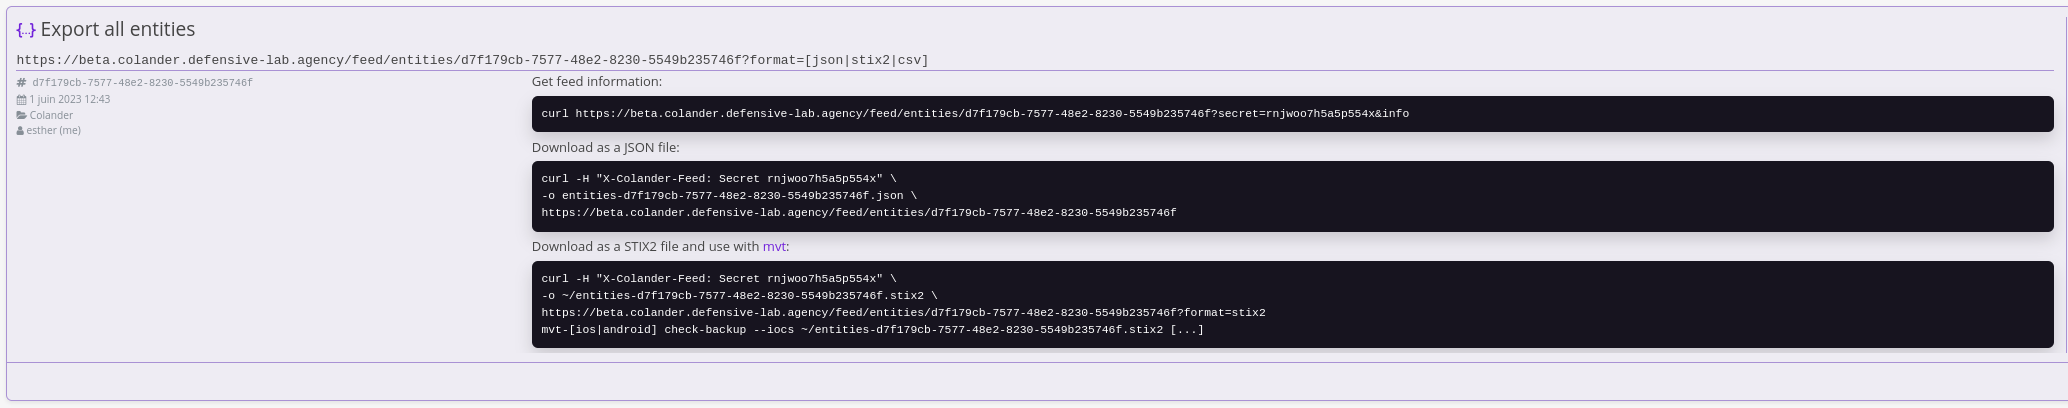 {...} Export all entities
https://beta.colander.defensive-lab.agency/feed/entities/d7f179cb-7577-48e2-8230-5549b235746f?format=[json|stix2|csv]
# d7f179cb-7577-48e2-8230-5549b235746f
1 juin 2023 12:43
Colander
esther (me)
Get feed information:
curl https://beta.colander.defensive-lab.agency/feed/entities/d7f179cb-7577-48e2-8230-5549b235746f?secret=rnjwoo7h5a5p554x&info
Download as a JSON file:
curl -H "X-Colander-Feed: Secret rnjwoo7h5a5p554x" \
-o entities-d7f179cb-7577-48e2-8230-5549b235746f.json \
https://beta.colander.defensive-lab.agency/feed/entities/d7f179cb-7577-48e2-8230-5549b235746f
Download as a STIX2 file and use with mvt:
curl -H "X-Colander-Feed: Secret rnjwoo7h5a5p554x" \
-o ~/entities-d7f179cb-7577-48e2-8230-5549b235746f.stix2 \
https://beta.colander.defensive-lab.agency/feed/entities/d7f179cb-7577-48e2-8230-5549b235746f?format=stix2
mvt-[ios|android] check-backup --iocs ~/entities-d7f179cb-7577-48e2-8230-5549b235746f.stix2 [...]